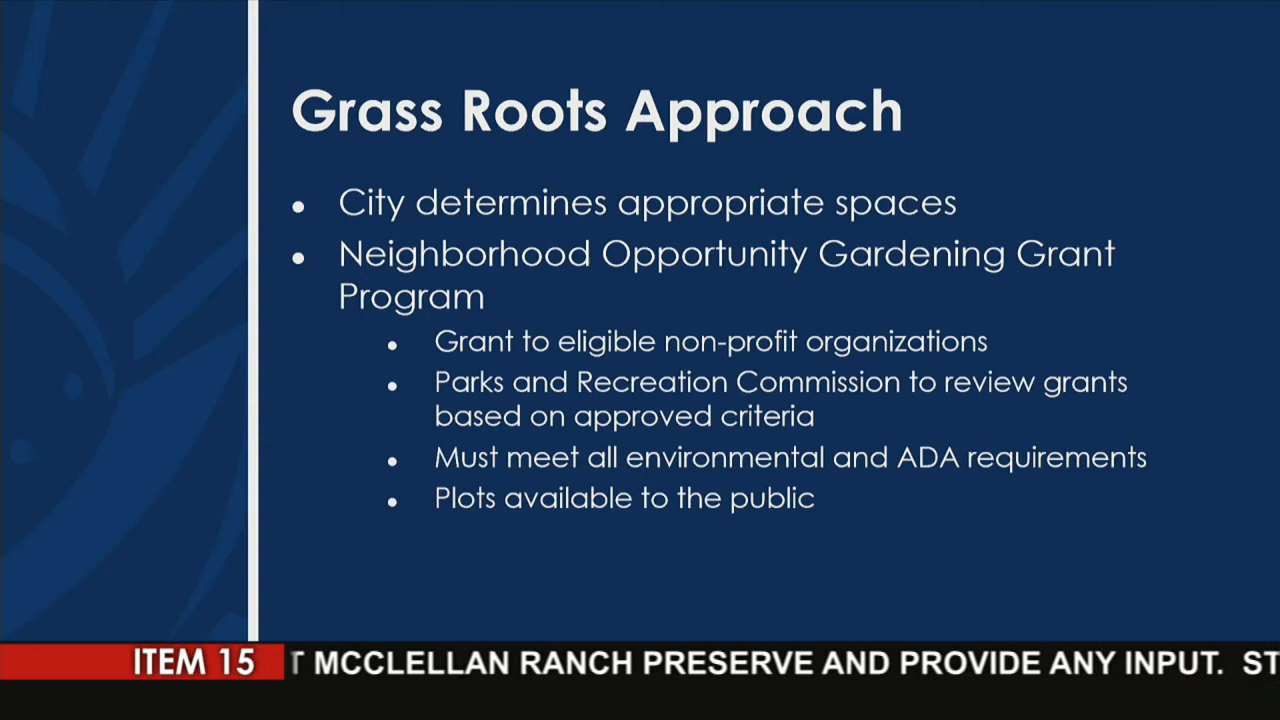 Grass Roots Approach
• City determines appropriate spaces
• Neighborhood Opportunity Gardening Grant
Program
• Grant to eligible non-profit organizations
• Parks and Recreation Commission to review grants
based on approved criteria
• Must meet all environmental and ADA requirements
• Plots available to the public
ITEM 15
T MCCLELLAN RANCH PRESERVE AND PROVIDE ANY INPUT. ST